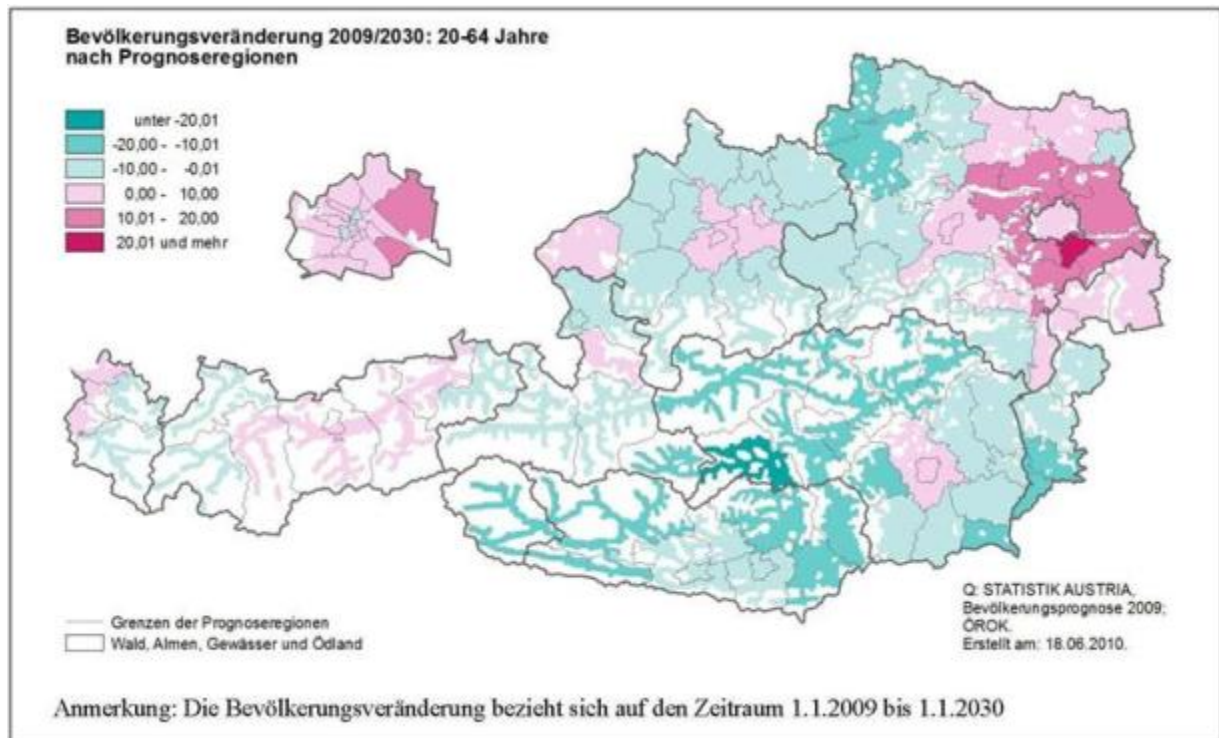 Bevölkerungsveränderung 2009/2030: 20-64 Jahre
nach Prognoseregionen
unter -20,01
-20,00 - -10,01
-10,00 - -0,01
0,00 - 10,00
10,01 - 20,00
20,01 und mehr
Grenzen der Prognoseregionen
Wald, Almen, Gewässer und Ödland
Q: STATISTIK AUSTRIA,
Bevölkerungsprognose 2009;
ÖROK.
Erstellt am: 18.06.2010.
Anmerkung: Die Bevölkerungsveränderung bezieht sich auf den Zeitraum 1.1.2009 bis 1.1.2030